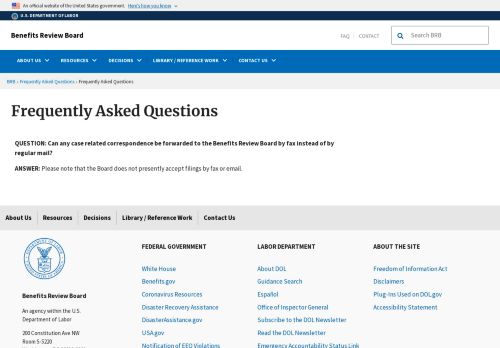 An official website of the United States government. Here's how you know
U.S. DEPARTMENT OF LABOR
Benefits Review Board
FAQ CONTACT
Search BRB
ABOUT US RESOURCES DECISIONS LIBRARY / REFERENCE WORK CONTACT US
BRB › Frequently Asked Questions › Frequently Asked Questions
Frequently Asked Questions
QUESTION: Can any case related correspondence be forwarded to the Benefits Review Board by fax instead of by
regular mail?
ANSWER: Please note that the Board does not presently accept filings by fax or email.
About Us Resources Decisions Library / Reference Work Contact Us
Benefits Review Board
An agency within the U.S.
Department of Labor
200 Constitution Ave NW
Room S-5220
FEDERAL GOVERNMENT
White House
Benefits.gov
Coronavirus Resources
Disaster Recovery Assistance
DisasterAssistance.gov
USA.gov
Notification of EEO Violations
LABOR DEPARTMENT
About DOL
Guidance Search
Español
Office of Inspector General
Subscribe to the DOL Newsletter
Read the DOL Newsletter
Emergency Accountability Status Link
ABOUT THE SITE
Freedom of Information Act
Disclaimers
Plug-Ins Used on DOL.gov
Accessibility Statement